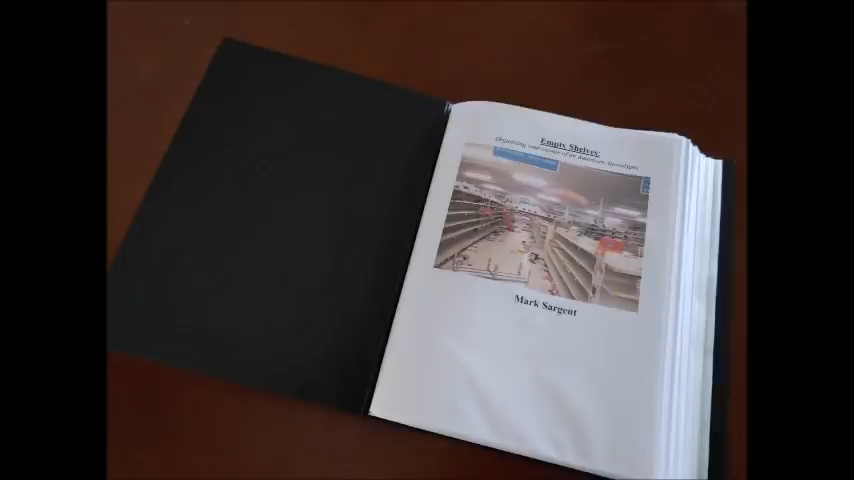 Empty Shelves:
Organizing your corner of an American Apocalypse
Mark Sargent